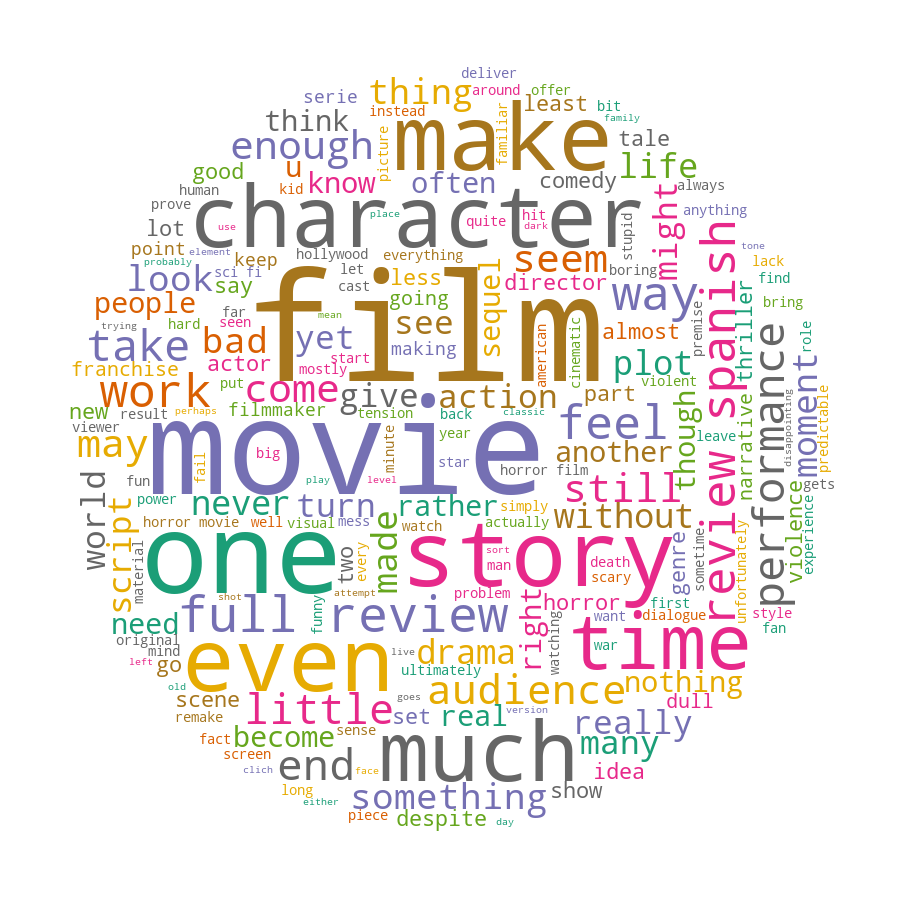 deliver
serie
thing
around
offer
instead
least
bit
family
think
enough
picture
make
familiar
tale
good
u
know
often
comedy
life
always
human
kid
prove
character
place
quite
hit
dark
stupid
might
anything
lot
use
point
element
probably
keep
hollywood
everything
seem
boring
tone
lack
look
sci fi
let
film
less
sequel
director
way
review spanish
find
say
cast
going
premise
thriller
bring
people
far
mean
see
american
cinematic
almost
role
trying
hard
seen
bad
yet
making
start
plot
performance
take
actor
mostly
violent
moment
franchise
put
come
give
action
part
though
narrative
disappointing
predictable
work
new
result
perhaps
filmmaker
tension
back
classic
feel
leave
viewer
movie
minute
year
may
big
star
another
gets
world
fail
horror film
fun
play
level
still
violence
experience
power
never
turn
rather
simply
without
script
horror movie
well
visual
mess
watch
actually
material
one
two
every
made
story
sort
man
death
scary
genre
sometime
unfortunately
shot
funny
attempt
problem
right
horror
first
style
need
full
review
want
dialogue
fan
original
mind
even
live
drama
watching
war
time
left
go
ultimately
nothing
old
scene
goes
audience
dull
remake
little
set
real
version
really
fact
become
sense
many
screen
clich
end
face
much
idea
long
either
something
show
piece
despite
day